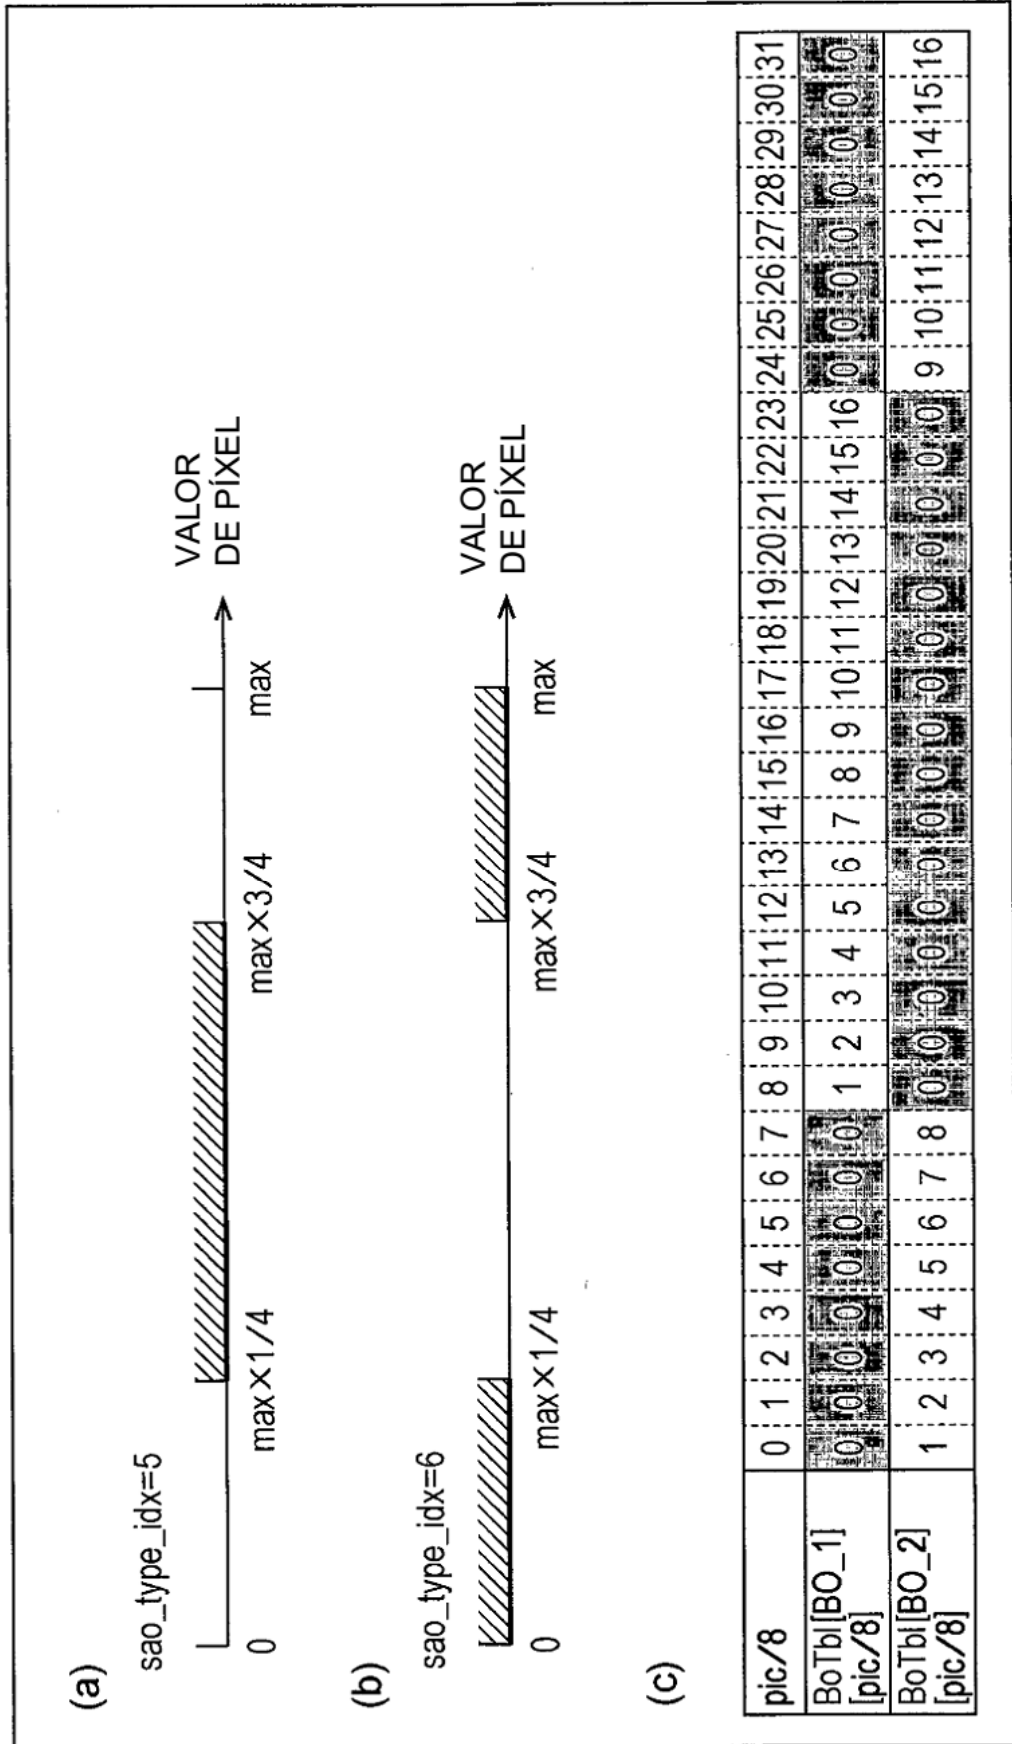 (a)
sao_type_idx=5
0
max×1/4
max×3/4
max
VALOR
DE PÍXEL
(b)
sao_type_idx=6
0
max×1/4
max×3/4
max
VALOR
DE PÍXEL
(c)
pic/8 0 1 2 3 4 5 6 7 8 9 10 11 12 13 14 15 16 17 18 19 20 21 22 23 24 25 26 27 28 29 30 31
BoTbl[BO_1] 0 0 0 0 0 0 0 0 1 2 3 4 5 6 7 8 9 10 11 12 13 14 15 16 0 0 0 0 0 0 0 0
[pic/8]
BoTbl[BO_2] 1 2 3 4 5 6 7 8 0 0 0 0 0 0 0 0 0 0 0 0 0 0 0 0 9 10 11 12 13 14 15 16
[pic/8]